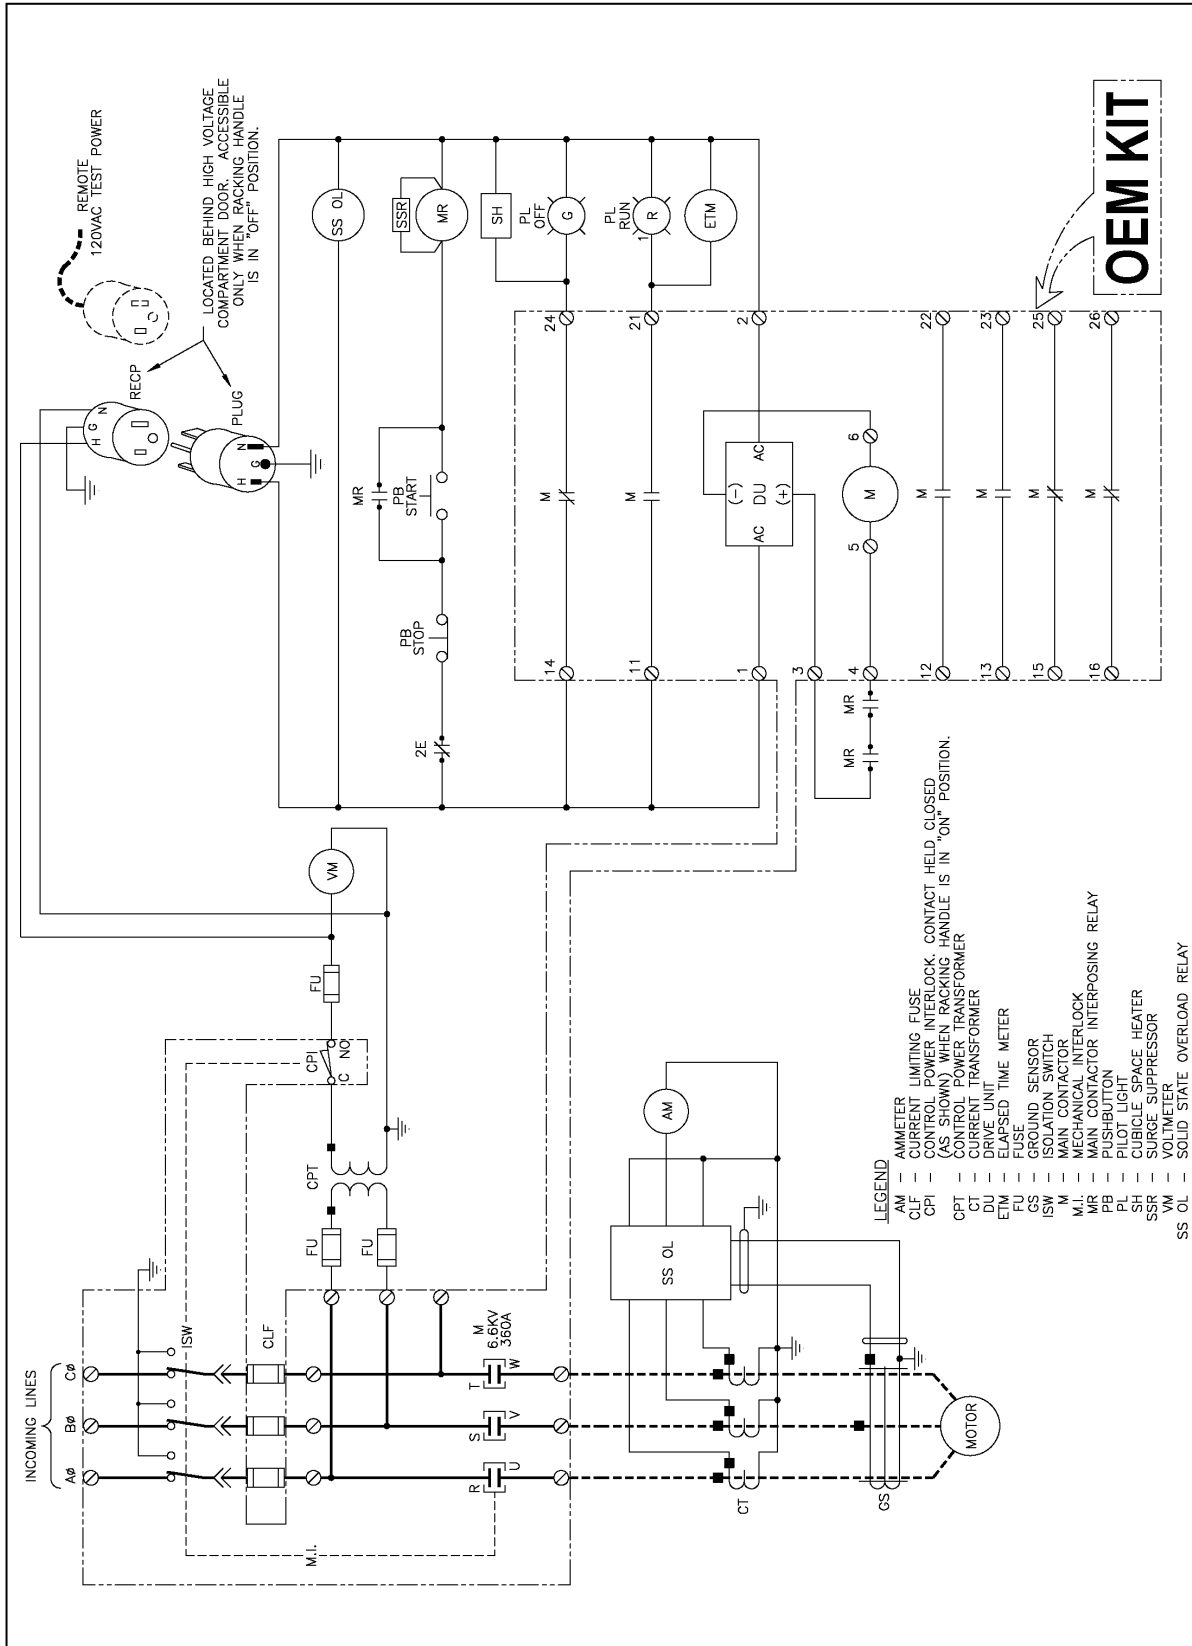 INCOMING LINES
AØ
BØ
CØ
ISW
CLF
M.I.
M
6.6KV
360A
R
U
S
V
T
W
CT
GS
MOTOR
FU
FU
CPT
CPI
C
NO
FU
VM
SS OL
AM
RECP
H
G
N
REMOTE
120VAC TEST POWER
LOCATED BEHIND HIGH VOLTAGE
COMPARTMENT DOOR. ACCESSIBLE
ONLY WHEN RACKING HANDLE
IS IN "OFF" POSITION.
PLUG
H
G
N
SS OL
2E
PB
STOP
PB
START
MR
SSR
MR
SH
14
M
24
PL
OFF
G
11
M
21
PL
RUN
1
R
ETM
1
AC
(-)
DU
(+)
AC
2
3
MR
MR
4
5
M
6
12
M
22
13
M
23
15
M
25
16
M
26
OEM KIT
LEGEND
AM – AMMETER
CLF – CURRENT LIMITING FUSE
CPI – CONTROL POWER INTERLOCK. CONTACT HELD CLOSED
(AS SHOWN) WHEN RACKING HANDLE IS IN "ON" POSITION.
CPT – CONTROL POWER TRANSFORMER
CT – CURRENT TRANSFORMER
DU – DRIVE UNIT
ETM – ELAPSED TIME METER
FU – FUSE
GS – GROUND SENSOR
ISW – ISOLATION SWITCH
M – MAIN CONTACTOR
M.I. – MECHANICAL INTERLOCK
MR – MAIN CONTACTOR INTERPOSING RELAY
PB – PUSHBUTTON
PL – PILOT LIGHT
SH – CUBICLE SPACE HEATER
SSR – SURGE SUPPRESSOR
VM – VOLTMETER
SS OL – SOLID STATE OVERLOAD RELAY